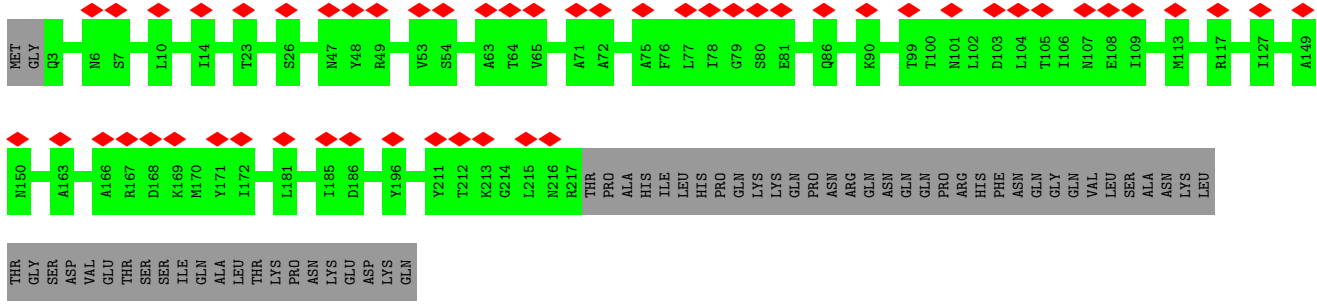 MET GLY Q3 N6 S7 L10 I14 T23 S26 N47 Y48 R49 V53 S54 A63 T64 V65 A71 A72 A75 F76 L77 I78 G79 S80 E81 Q86 K90 T99 T100 N101 L102 D103 L104 T105 I106 N107 E108 I109 M113 R117 I127 A149
N150 A163 A166 R167 D168 K169 M170 Y171 I172 L181 I185 D186 Y196 Y211 T212 K213 G214 L215 N216 R217 THR PRO ALA HIS ILE LEU HIS PRO GLN LYS LYS GLN PRO ASN ARG GLN ASN GLN GLN PRO ARG HIS PHE ASN GLN GLY GLN VAL LEU SER ALA ASN LYS LEU
THR GLY SER ASP VAL GLU THR SER SER ILE GLN ALA LEU THR LYS PRO ASN LYS GLU ASP LYS GLN